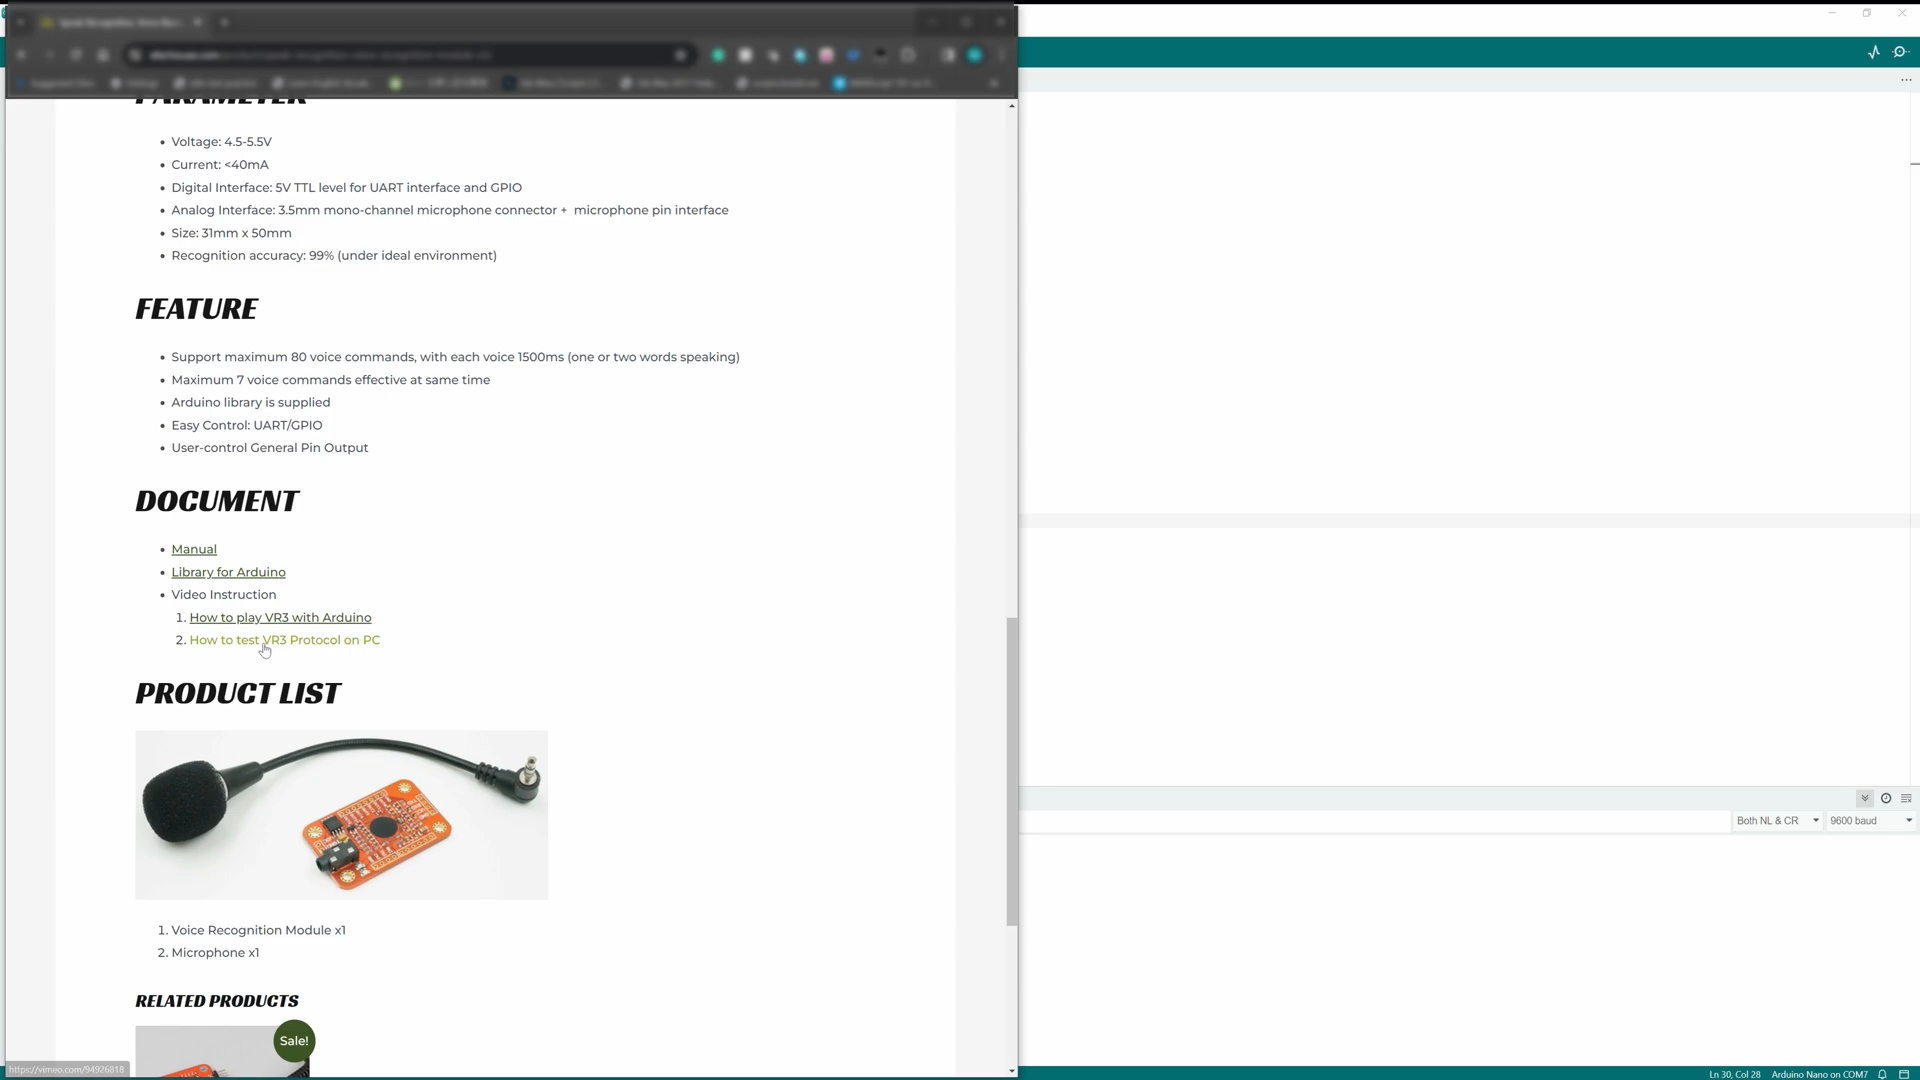 PARAMETER
Voltage: 4.5-5.5V
Current: <40mA
Digital Interface: 5V TTL level for UART interface and GPIO
Analog Interface: 3.5mm mono-channel microphone connector + microphone pin interface
Size: 31mm x 50mm
Recognition accuracy: 99% (under ideal environment)
FEATURE
Support maximum 80 voice commands, with each voice 1500ms (one or two words speaking)
Maximum 7 voice commands effective at same time
Arduino library is supplied
Easy Control: UART/GPIO
User-control General Pin Output
DOCUMENT
Manual
Library for Arduino
Video Instruction
1. How to play VR3 with Arduino
2. How to test VR3 Protocol on PC
PRODUCT LIST
1. Voice Recognition Module x1
2. Microphone x1
RELATED PRODUCTS
Sale!
https://vimeo.com/94926818
Both NL & CR
9600 baud
Ln 30, Col 28
Arduino Nano on COM7